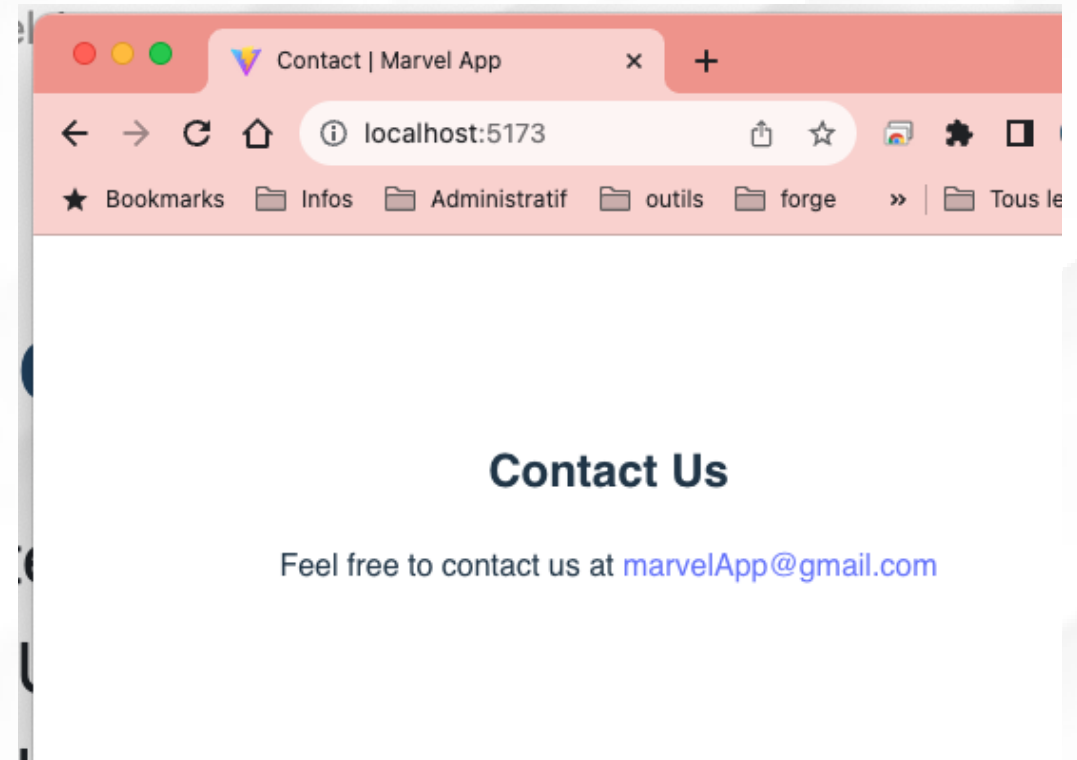 Contact | Marvel App
localhost:5173
Bookmarks Infos Administratif outils forge » Tous le
Contact Us
Feel free to contact us at marvelApp@gmail.com